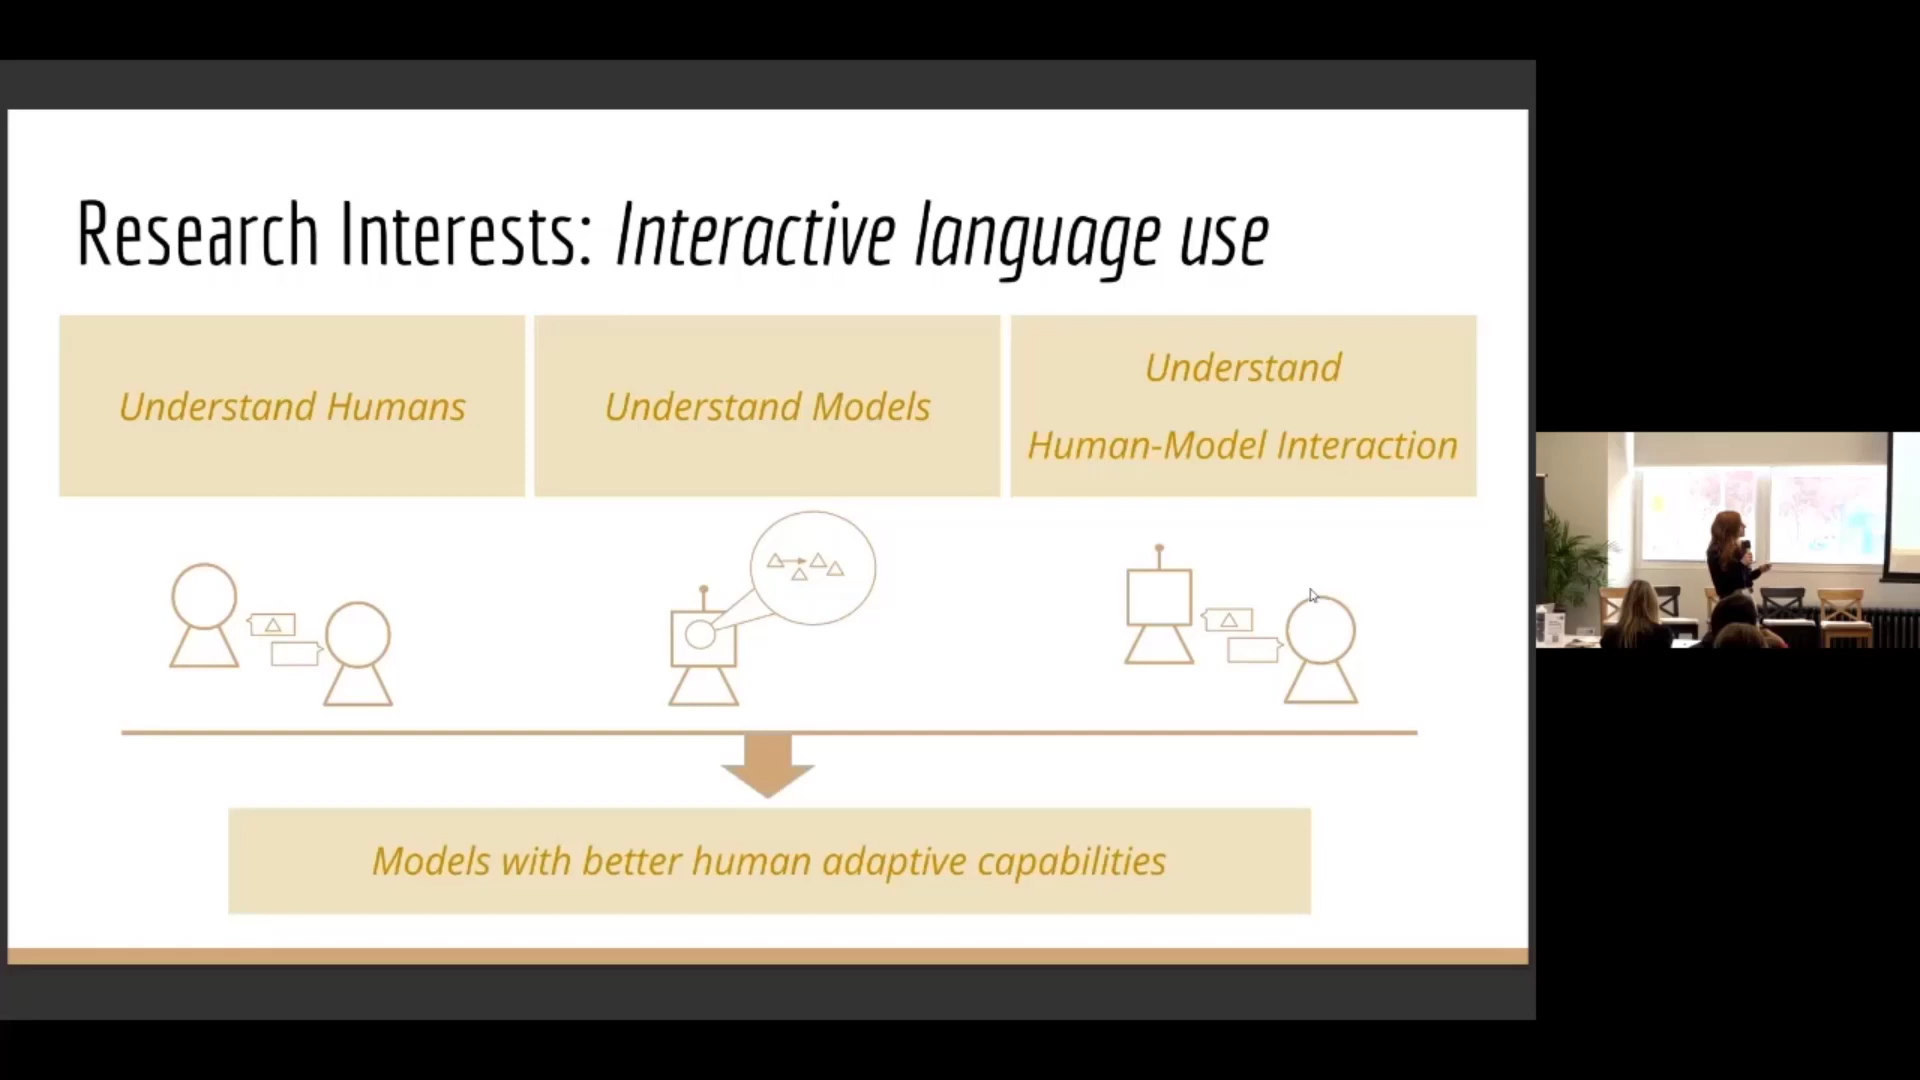 Research Interests: Interactive language use
Understand Humans
Understand Models
Understand
Human-Model Interaction
Models with better human adaptive capabilities